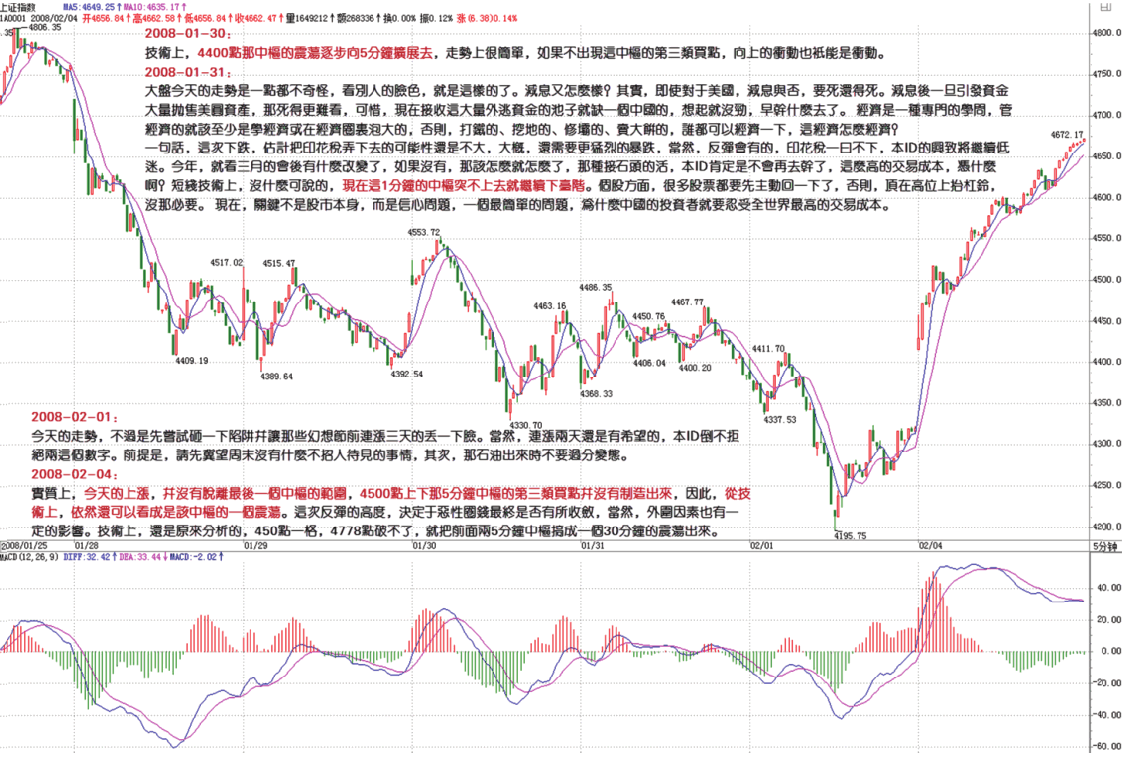 上证指数 MA5:4649.25↑MA10:4635.17↑
1A0001 2008/02/04 开4656.84↑高4662.58↑低4656.84↑收4662.47↑量1649212↑额268336↑换0.00% 振0.12% 涨(6.38)0.14%
4806.35
2008-01-30：
技術上，4400點那中樞的震蕩逐步向5分鐘擴展去，走勢上很簡單，如果不出現這中樞的第三類買點，向上的衝動也衹能是衝動。
2008-01-31：
大盤今天的走勢是一點都不奇怪，看別人的臉色，就是這樣的了。減息又怎麼樣？其實，即使對于美國，減息與否，要死還得死。減息後一旦引發資金
大量拋售美圓資產，那死得更難看，可惜，現在接收這大量外逃資金的池子就缺一個中國的，想起就沒勁，早幹什麼去了。 經濟是一種專門的學問，管
經濟的就該至少是學經濟或在經濟圈裏泡大的，否則，打鐵的、挖地的、修壩的、賣大餅的，誰都可以經濟一下，這經濟怎麼經濟？
一句話，這次下跌，估計把印花稅弄下去的可能性還是不大，大概，還需要更猛烈的暴跌，當然，反彈會有的，印花稅一日不下，本ID的興致將繼續低
迷。今年，就看三月的會後有什麼改變了，如果沒有，那該怎麼就怎麼了，那種接石頭的活，本ID肯定是不會再去幹了，這麼高的交易成本，憑什麼
啊？短綫技術上，沒什麼可說的，現在這1分鐘的中樞突不上去就繼續下臺階。個股方面，很多股票都要先主動回一下了，否則，頂在高位上抬杠鈴，
沒那必要。 現在，關鍵不是股市本身，而是信心問題，一個最簡單的問題，為什麼中國的投資者就要忍受全世界最高的交易成本。
4672.17
4553.72
4517.02
4515.47
4486.35
4463.16
4467.77
4450.76
4411.70
4409.19
4389.64
4392.54
4406.04
4400.20
4368.33
4337.53
4330.70
4195.75
2008-02-01：
今天的走勢，不過是先嘗試砸一下陷阱并讓那些幻想節前連漲三天的丟一下臉。當然，連漲兩天還是有希望的，本ID倒不拒
絕兩這個數字。前提是，請先冀望周末沒有什麼不招人待見的事情，其次，那石油出來時不要過分變態。
2008-02-04：
實質上，今天的上漲，并沒有脫離最後一個中樞的範圍，4500點上下那5分鐘中樞的第三類買點并沒有制造出來，因此，從技
術上，依然還可以看成是該中樞的一個震蕩。這次反彈的高度，決定于惡性圈錢最終是否有所收斂，當然，外圍因素也有一
定的影響。技術上，還是原來分析的，450點一格，4778點破不了，就把前面兩5分鐘中樞搞成一個30分鐘的震蕩出來。
4800.00
4750.00
4700.00
4650.00
4600.00
4550.00
4500.00
4450.00
4400.00
4350.00
4300.00
4250.00
4200.00
2008/01/25 01/28 01/29 01/30 01/31 02/01 02/04 5分钟
MACD(12,26,9) DIFF:32.42↑DEA:33.44↓MACD:-2.02↑
40.00
20.00
0.00
-20.00
-40.00
-60.00